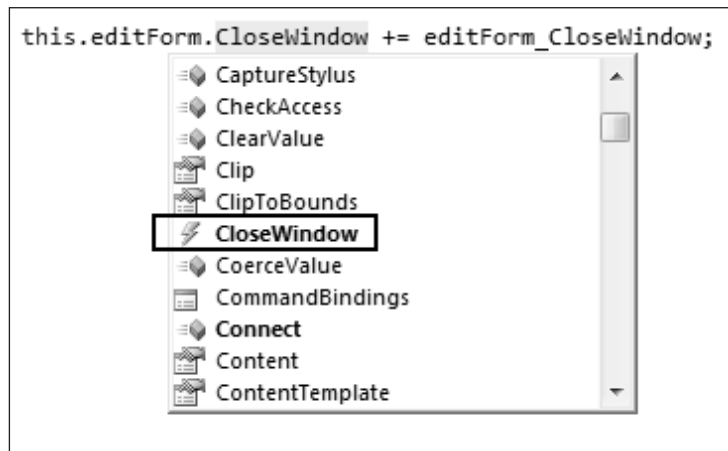 this.editForm.CloseWindow += editForm_CloseWindow;
CaptureStylus
CheckAccess
ClearValue
Clip
ClipToBounds
CloseWindow
CoerceValue
CommandBindings
Connect
Content
ContentTemplate